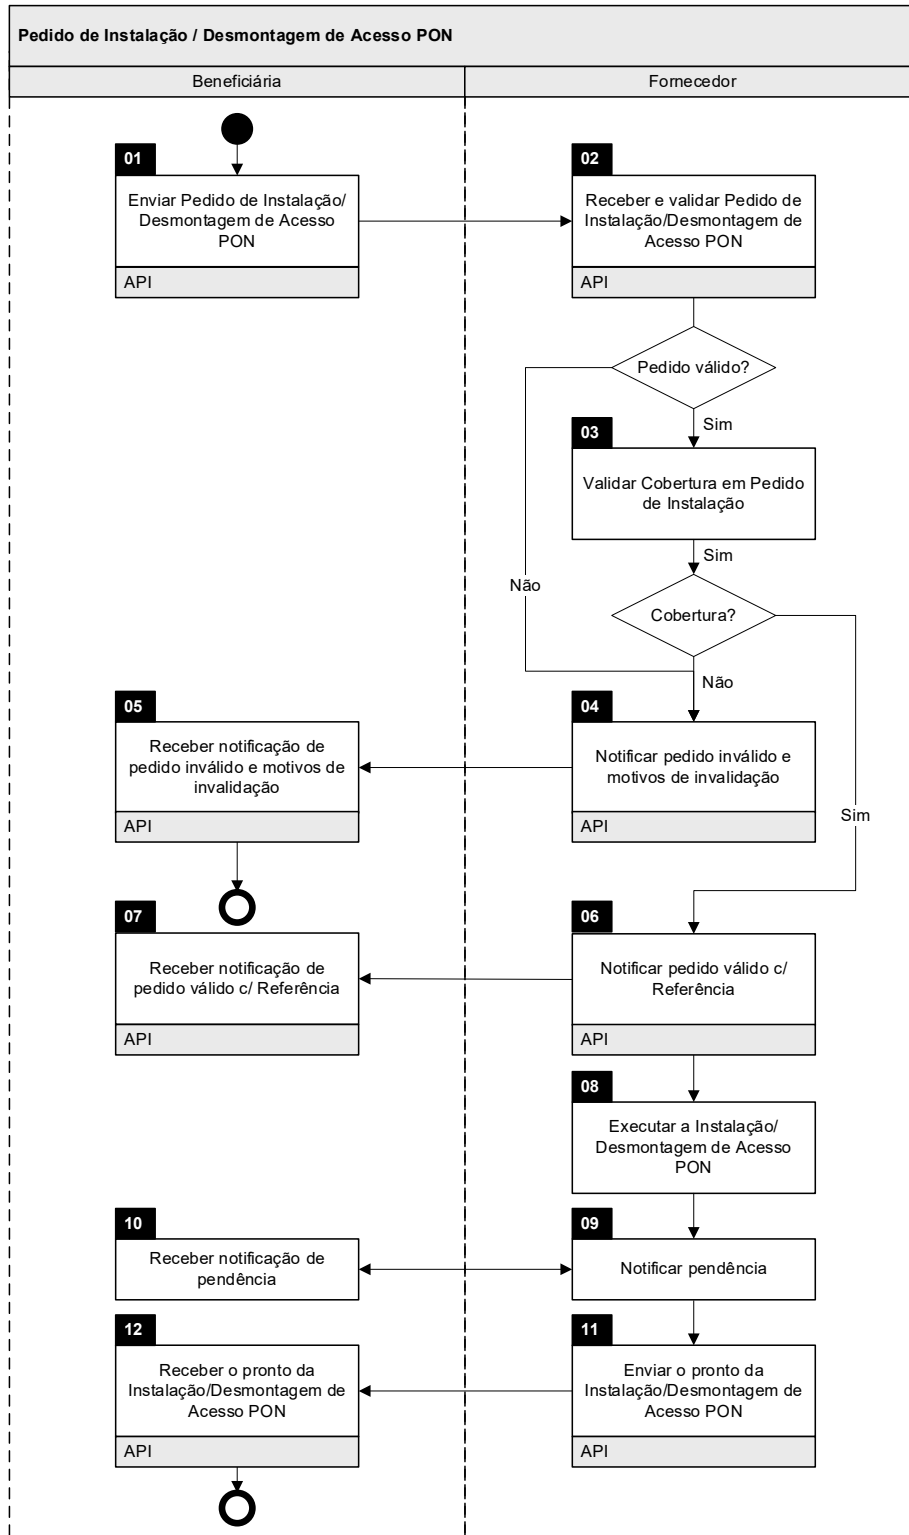 Pedido de Instalação / Desmontagem de Acesso PON
Beneficiária
Fornecedor
01
Enviar Pedido de Instalação/
Desmontagem de Acesso
PON
API
02
Receber e validar Pedido de
Instalação/Desmontagem de
Acesso PON
API
Pedido válido?
Sim
03
Validar Cobertura em Pedido
de Instalação
Sim
Não
Cobertura?
Não
05
Receber notificação de
pedido inválido e motivos de
invalidação
API
04
Notificar pedido inválido e
motivos de invalidação
API
Sim
07
Receber notificação de
pedido válido c/ Referência
API
06
Notificar pedido válido c/
Referência
API
08
Executar a Instalação/
Desmontagem de Acesso
PON
10
Receber notificação de
pendência
09
Notificar pendência
12
Receber o pronto da
Instalação/Desmontagem de
Acesso PON
API
11
Enviar o pronto da
Instalação/Desmontagem de
Acesso PON
API